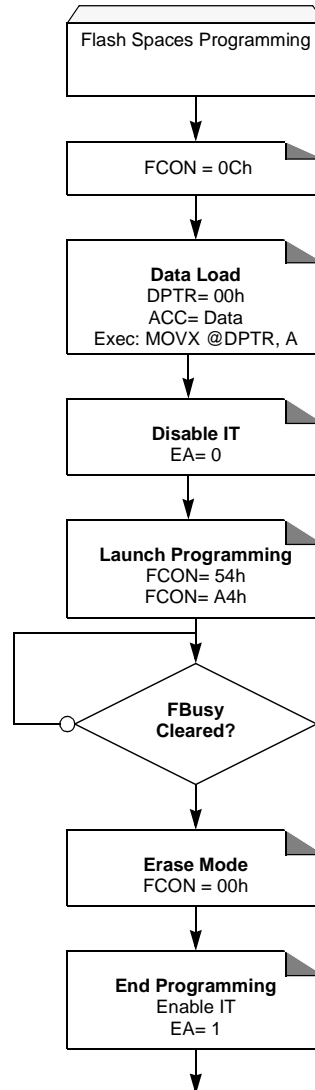 Flash Spaces Programming
FCON = 0Ch
Data Load
DPTR= 00h
ACC= Data
Exec: MOVX @DPTR, A
Disable IT
EA= 0
Launch Programming
FCON= 54h
FCON= A4h
FBusy
Cleared?
Erase Mode
FCON = 00h
End Programming
Enable IT
EA= 1